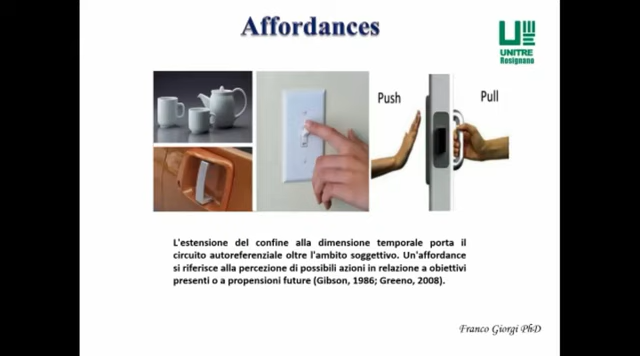 Affordances
UNITRE
Rosignano
Push
Pull
L'estensione del confine alla dimensione temporale porta il
circuito autoreferenziale oltre l'ambito soggettivo. Un'affordance
si riferisce alla percezione di possibili azioni in relazione a obiettivi
presenti o a propensioni future (Gibson, 1986; Greeno, 2008).
Franco Giorgi PhD